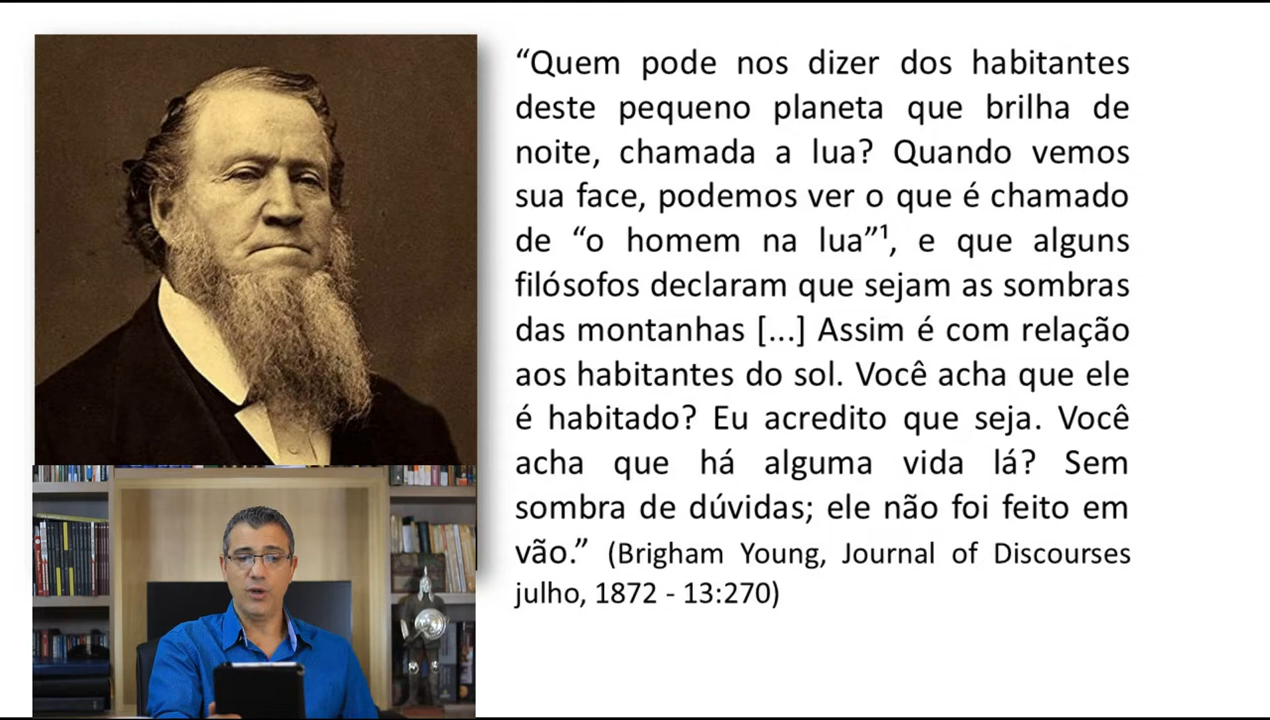 “Quem pode nos dizer dos habitantes
deste pequeno planeta que brilha de
noite, chamada a lua? Quando vemos
sua face, podemos ver o que é chamado
de “o homem na lua”¹, e que alguns
filósofos declaram que sejam as sombras
das montanhas [...] Assim é com relação
aos habitantes do sol. Você acha que ele
é habitado? Eu acredito que seja. Você
acha que há alguma vida lá? Sem
sombra de dúvidas; ele não foi feito em
vão.” (Brigham Young, Journal of Discourses
julho, 1872 - 13:270)